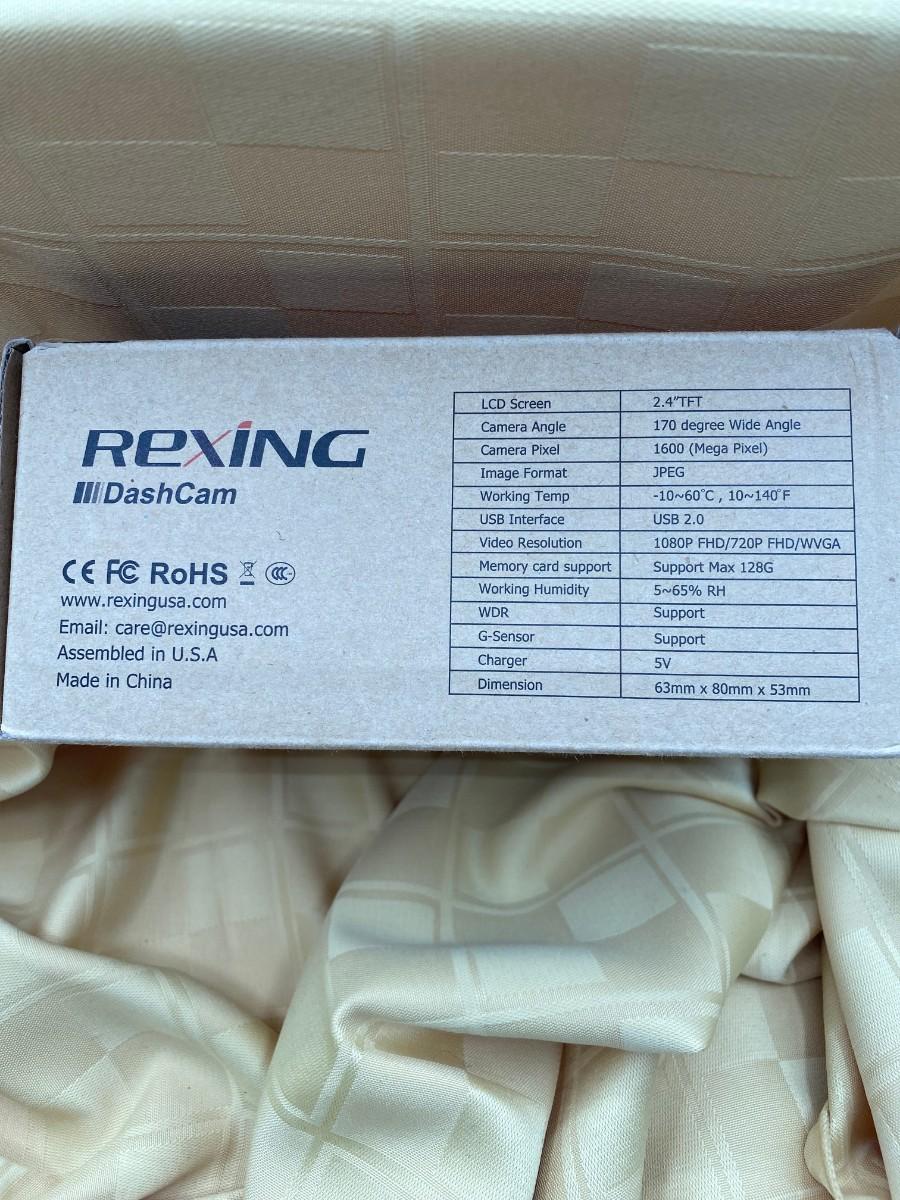 REXING
DashCam
CE FC RoHS CCC
www.rexingusa.com
Email: care@rexingusa.com
Assembled in U.S.A
Made in China
LCD Screen 2.4"TFT
Camera Angle 170 degree Wide Angle
Camera Pixel 1600 (Mega Pixel)
Image Format JPEG
Working Temp -10~60°C , 10~140°F
USB Interface USB 2.0
Video Resolution 1080P FHD/720P FHD/WVGA
Memory card support Support Max 128G
Working Humidity 5~65% RH
WDR Support
G-Sensor Support
Charger 5V
Dimension 63mm x 80mm x 53mm